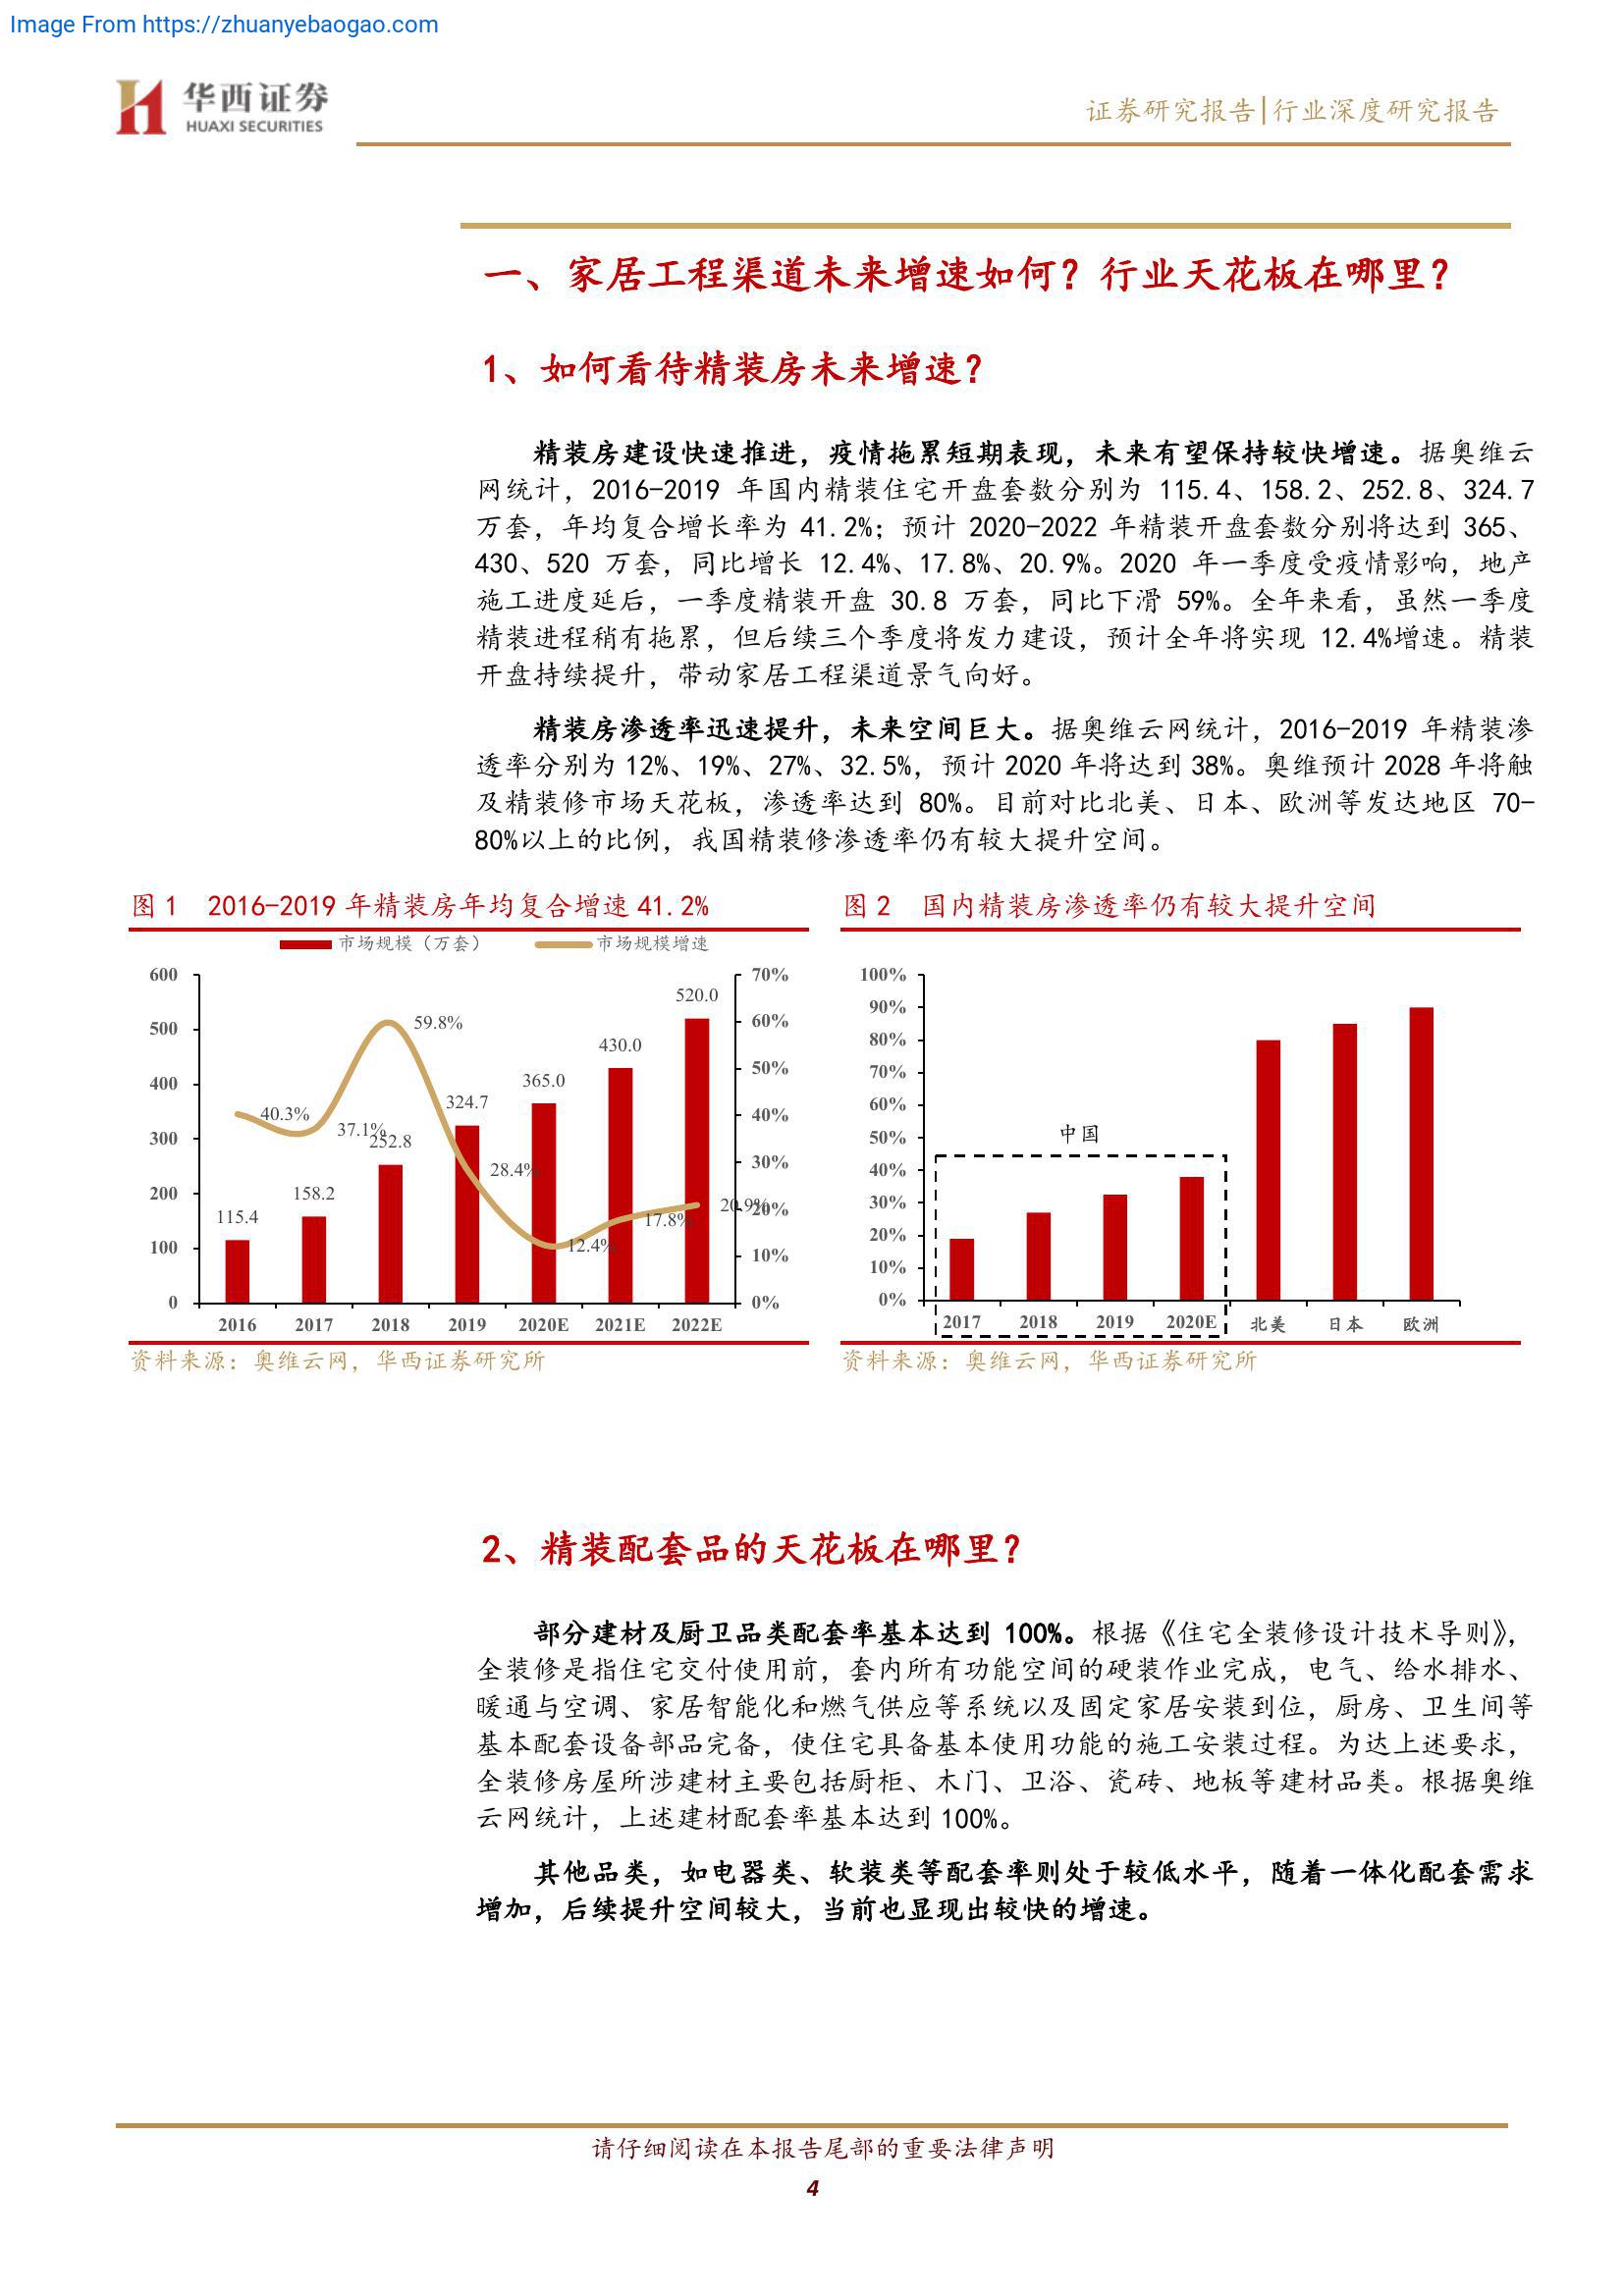 Image From https://zhuanyebaogao.com
华西证券
HUAXI SECURITIES
证券研究报告|行业深度研究报告
一、家居工程渠道未来增速如何？行业天花板在哪里？
1、如何看待精装房未来增速？
精装房建设快速推进，疫情拖累短期表现，未来有望保持较快增速。据奥维云
网统计，2016-2019 年国内精装住宅开盘套数分别为 115.4、158.2、252.8、324.7
万套，年均复合增长率为 41.2%；预计 2020-2022 年精装开盘套数分别将达到 365、
430、520 万套，同比增长 12.4%、17.8%、20.9%。2020 年一季度受疫情影响，地产
施工进度延后，一季度精装开盘 30.8 万套，同比下滑 59%。全年来看，虽然一季度
精装进程稍有拖累，但后续三个季度将发力建设，预计全年将实现 12.4%增速。精装
开盘持续提升，带动家居工程渠道景气向好。
精装房渗透率迅速提升，未来空间巨大。据奥维云网统计，2016-2019 年精装渗
透率分别为 12%、19%、27%、32.5%，预计 2020 年将达到 38%。奥维预计 2028 年将触
及精装修市场天花板，渗透率达到 80%。目前对比北美、日本、欧洲等发达地区 70-
80%以上的比例，我国精装修渗透率仍有较大提升空间。
图 1 2016-2019 年精装房年均复合增速 41.2%
市场规模（万套） 市场规模增速
600
500
400
300
200
100
0
70%
60%
50%
40%
30%
20%
10%
0%
115.4
158.2
252.8
324.7
365.0
430.0
520.0
40.3%
37.1%
59.8%
28.4%
12.4%
17.8%
20.9%
2016 2017 2018 2019 2020E 2021E 2022E
资料来源：奥维云网，华西证券研究所
图 2 国内精装房渗透率仍有较大提升空间
100%
90%
80%
70%
60%
50%
40%
30%
20%
10%
0%
中国
2017 2018 2019 2020E 北美 日本 欧洲
资料来源：奥维云网，华西证券研究所
2、精装配套品的天花板在哪里？
部分建材及厨卫品类配套率基本达到 100%。根据《住宅全装修设计技术导则》，
全装修是指住宅交付使用前，套内所有功能空间的硬装作业完成，电气、给水排水、
暖通与空调、家居智能化和燃气供应等系统以及固定家居安装到位，厨房、卫生间等
基本配套设备部品完备，使住宅具备基本使用功能的施工安装过程。为达上述要求，
全装修房屋所涉建材主要包括厨柜、木门、卫浴、瓷砖、地板等建材品类。根据奥维
云网统计，上述建材配套率基本达到 100%。
其他品类，如电器类、软装类等配套率则处于较低水平，随着一体化配套需求
增加，后续提升空间较大，当前也显现出较快的增速。
请仔细阅读在本报告尾部的重要法律声明
4